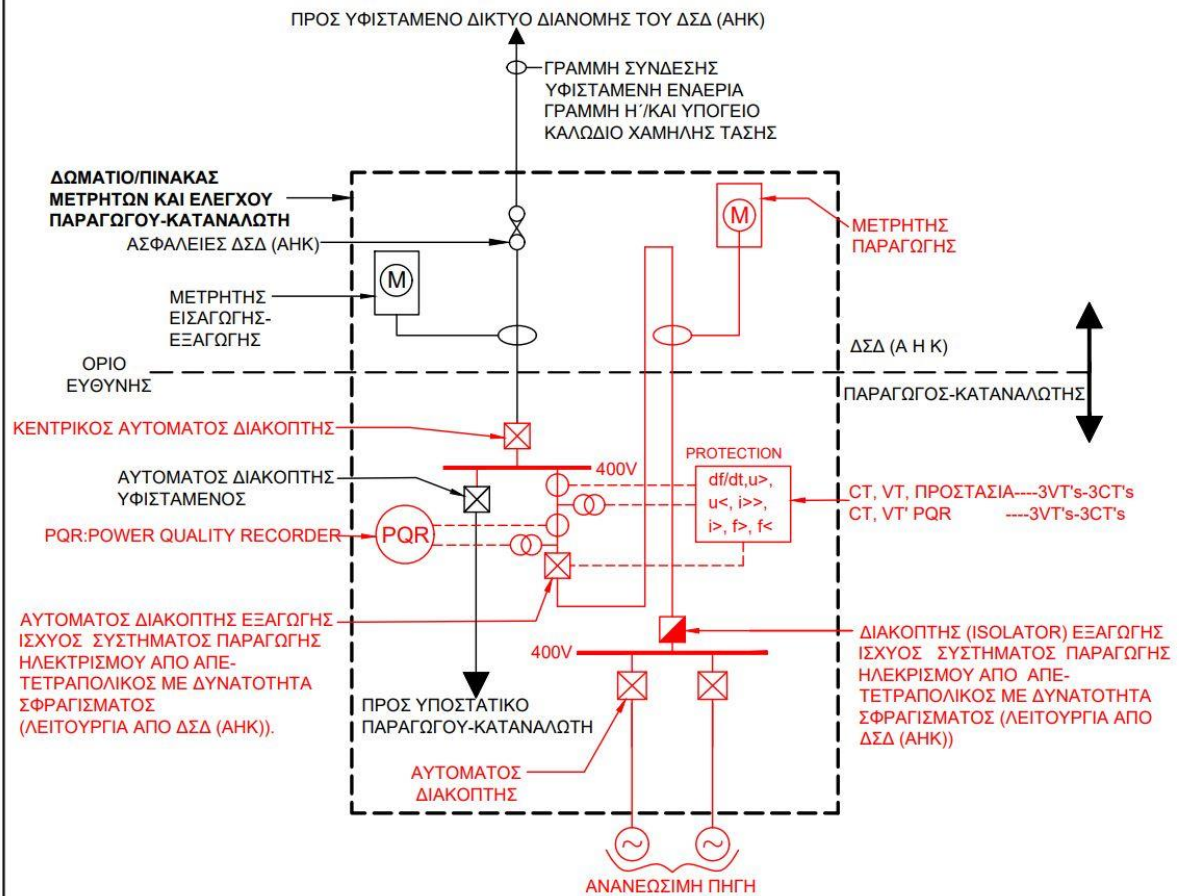 ΠΡΟΣ ΥΦΙΣΤΑΜΕΝΟ ΔΙΚΤΥΟ ΔΙΑΝΟΜΗΣ ΤΟΥ ΔΣΔ (ΑΗΚ)
ΓΡΑΜΜΗ ΣΥΝΔΕΣΗΣ
ΥΦΙΣΤΑΜΕΝΗ ΕΝΑΕΡΙΑ
ΓΡΑΜΜΗ Η΄/ΚΑΙ ΥΠΟΓΕΙΟ
ΚΑΛΩΔΙΟ ΧΑΜΗΛΗΣ ΤΑΣΗΣ
ΔΩΜΑΤΙΟ/ΠΙΝΑΚΑΣ
ΜΕΤΡΗΤΩΝ ΚΑΙ ΕΛΕΓΧΟΥ
ΠΑΡΑΓΩΓΟΥ-ΚΑΤΑΝΑΛΩΤΗ
ΑΣΦΑΛΕΙΕΣ ΔΣΔ (ΑΗΚ)
M
ΜΕΤΡΗΤΗΣ
ΠΑΡΑΓΩΓΗΣ
M
ΜΕΤΡΗΤΗΣ
ΕΙΣΑΓΩΓΗΣ-
ΕΞΑΓΩΓΗΣ
ΟΡΙΟ
ΕΥΘΥΝΗΣ
ΔΣΔ (Α Η Κ)
ΠΑΡΑΓΩΓΟΣ-ΚΑΤΑΝΑΛΩΤΗΣ
ΚΕΝΤΡΙΚΟΣ ΑΥΤΟΜΑΤΟΣ ΔΙΑΚΟΠΤΗΣ
400V
PROTECTION
df/dt,u>,
u<, i>>,
i>, f>, f<
CT, VT, ΠΡΟΣΤΑΣΙΑ----3VT's-3CT's
CT, VT' PQR ----3VT's-3CT's
ΑΥΤΟΜΑΤΟΣ ΔΙΑΚΟΠΤΗΣ
ΥΦΙΣΤΑΜΕΝΟΣ
PQR:POWER QUALITY RECORDER
PQR
ΑΥΤΟΜΑΤΟΣ ΔΙΑΚΟΠΤΗΣ ΕΞΑΓΩΓΗΣ
ΙΣΧΥΟΣ ΣΥΣΤΗΜΑΤΟΣ ΠΑΡΑΓΩΓΗΣ
ΗΛΕΚΤΡΙΣΜΟΥ ΑΠΟ ΑΠΕ-
ΤΕΤΡΑΠΟΛΙΚΟΣ ΜΕ ΔΥΝΑΤΟΤΗΤΑ
ΣΦΡΑΓΙΣΜΑΤΟΣ
(ΛΕΙΤΟΥΡΓΙΑ ΑΠΟ ΔΣΔ (ΑΗΚ)).
400V
ΔΙΑΚΟΠΤΗΣ (ISOLATOR) ΕΞΑΓΩΓΗΣ
ΙΣΧΥΟΣ ΣΥΣΤΗΜΑΤΟΣ ΠΑΡΑΓΩΓΗΣ
ΗΛΕΚΡΙΣΜΟΥ ΑΠΟ ΑΠΕ-
ΤΕΤΡΑΠΟΛΙΚΟΣ ΜΕ ΔΥΝΑΤΟΤΗΤΑ
ΣΦΡΑΓΙΣΜΑΤΟΣ (ΛΕΙΤΟΥΡΓΙΑ ΑΠΟ
ΔΣΔ (ΑΗΚ))
ΠΡΟΣ ΥΠΟΣΤΑΤΙΚΟ
ΠΑΡΑΓΩΓΟΥ-ΚΑΤΑΝΑΛΩΤΗ
ΑΥΤΟΜΑΤΟΣ
ΔΙΑΚΟΠΤΗΣ
ΑΝΑΝΕΩΣΙΜΗ ΠΗΓΗ